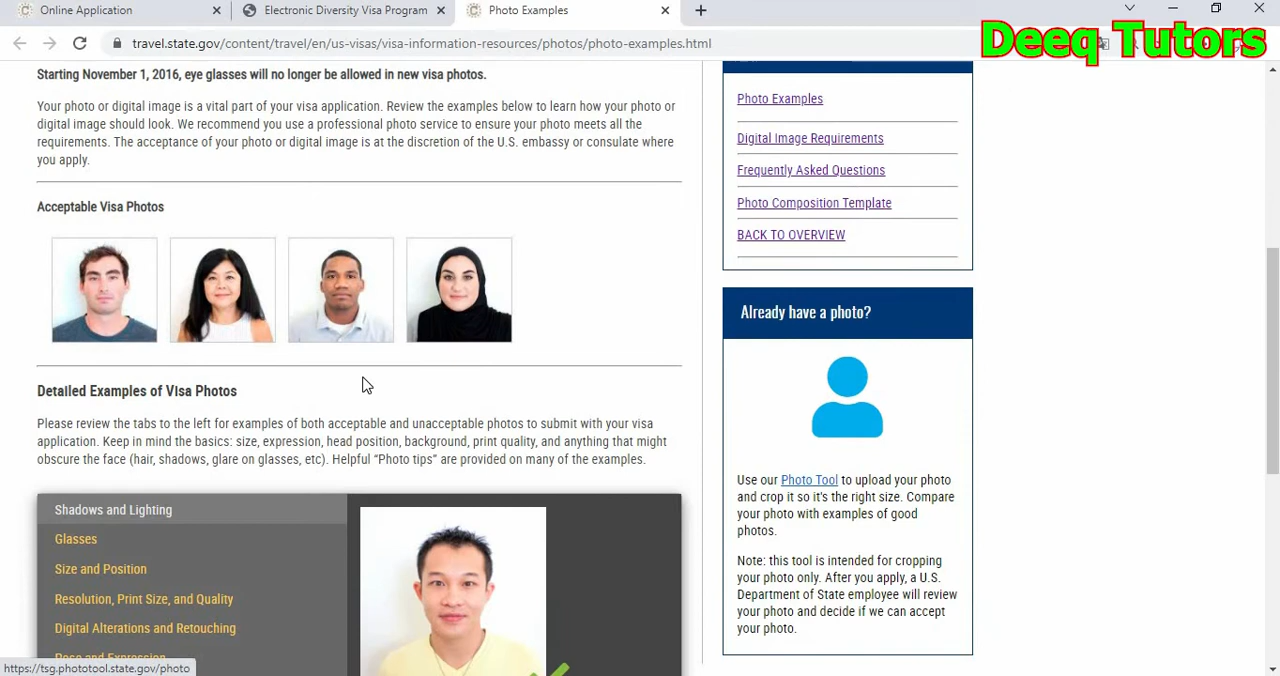 Online Application
Electronic Diversity Visa Program
Photo Examples
Deeq Tutors
travel.state.gov/content/travel/en/us-visas/visa-information-resources/photos/photo-examples.html
Starting November 1, 2016, eye glasses will no longer be allowed in new visa photos.
Your photo or digital image is a vital part of your visa application. Review the examples below to learn how your photo or
digital image should look. We recommend you use a professional photo service to ensure your photo meets all the
requirements. The acceptance of your photo or digital image is at the discretion of the U.S. embassy or consulate where
you apply.
Acceptable Visa Photos
Detailed Examples of Visa Photos
Please review the tabs to the left for examples of both acceptable and unacceptable photos to submit with your visa
application. Keep in mind the basics: size, expression, head position, background, print quality, and anything that might
obscure the face (hair, shadows, glare on glasses, etc). Helpful “Photo tips” are provided on many of the examples.
Shadows and Lighting
Glasses
Size and Position
Resolution, Print Size, and Quality
Digital Alterations and Retouching
Pose and Expression
https://tsg.phototool.state.gov/photo
Photo Examples
Digital Image Requirements
Frequently Asked Questions
Photo Composition Template
BACK TO OVERVIEW
Already have a photo?
Use our Photo Tool to upload your photo
and crop it so it's the right size. Compare
your photo with examples of good
photos.
Note: this tool is intended for cropping
your photo only. After you apply, a U.S.
Department of State employee will review
your photo and decide if we can accept
your photo.